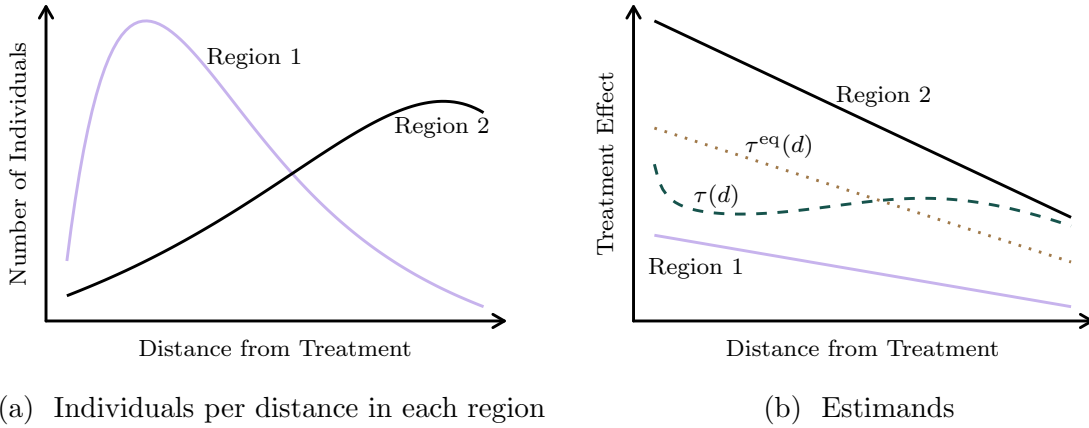 Number of Individuals
Region 1
Region 2
Distance from Treatment
(a) Individuals per distance in each region
Treatment Effect
Region 2
τ^eq(d)
τ(d)
Region 1
Distance from Treatment
(b) Estimands